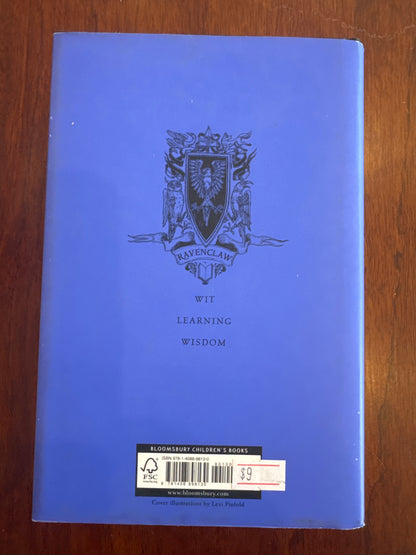 RAVENCLAW
WIT
LEARNING
WISDOM
BLOOMSBURY CHILDREN'S BOOKS
FSC
www.bloomsbury.com
$9
Cover illustrations by Levi Pinfold